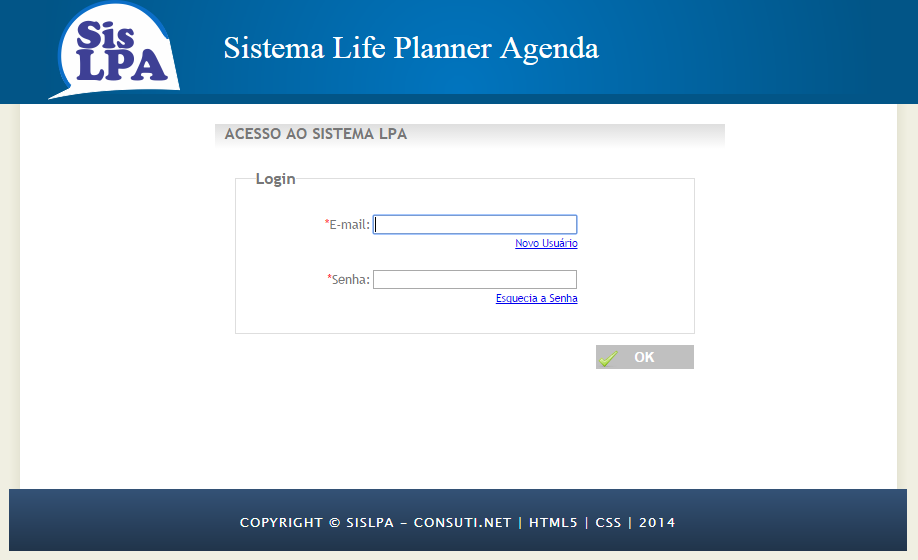 Sis
LPA
Sistema Life Planner Agenda
ACESSO AO SISTEMA LPA
Login
*E-mail:
Novo Usuário
*Senha:
Esquecia a Senha
OK
COPYRIGHT © SISLPA – CONSUTI.NET | HTML5 | CSS | 2014